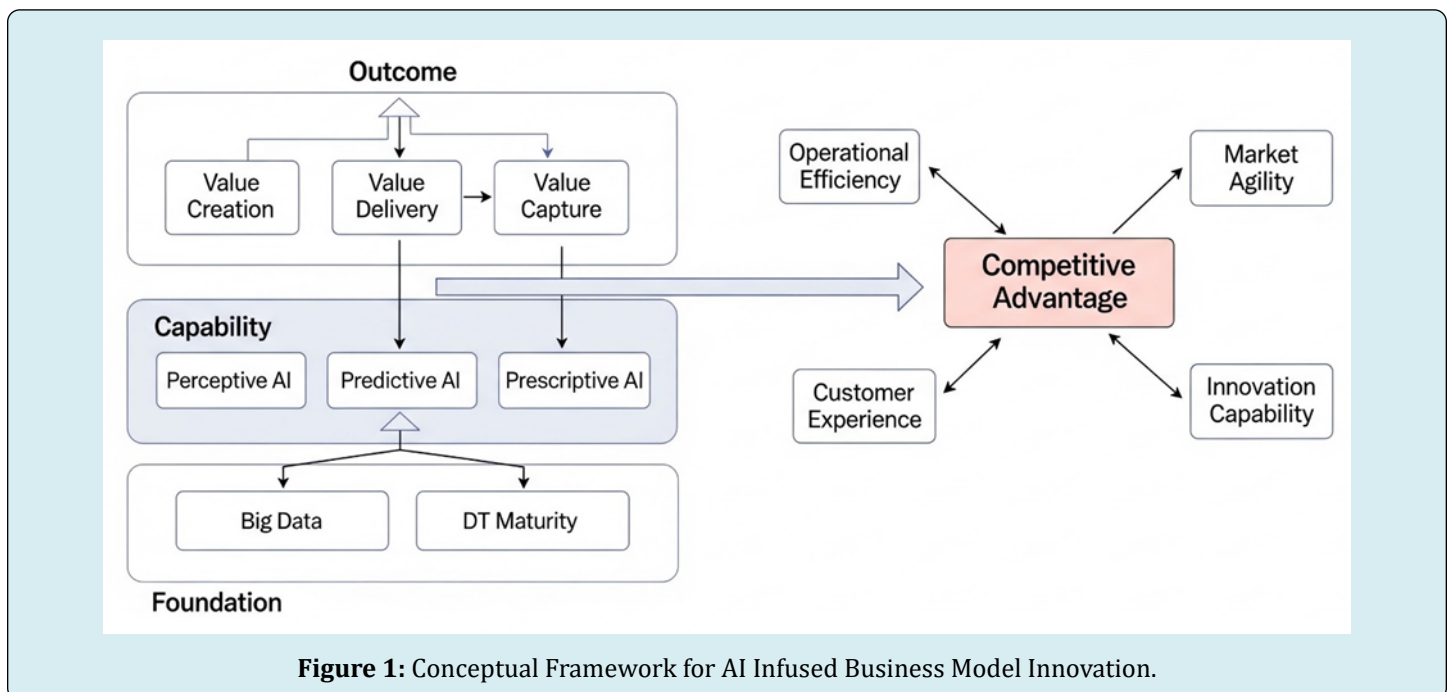 Outcome
Value
Creation
Value
Delivery
Value
Capture
Capability
Perceptive AI
Predictive AI
Prescriptive AI
Big Data
DT Maturity
Foundation
Operational
Efficiency
Market
Agility
Competitive
Advantage
Customer
Experience
Innovation
Capability
Figure 1: Conceptual Framework for AI Infused Business Model Innovation.